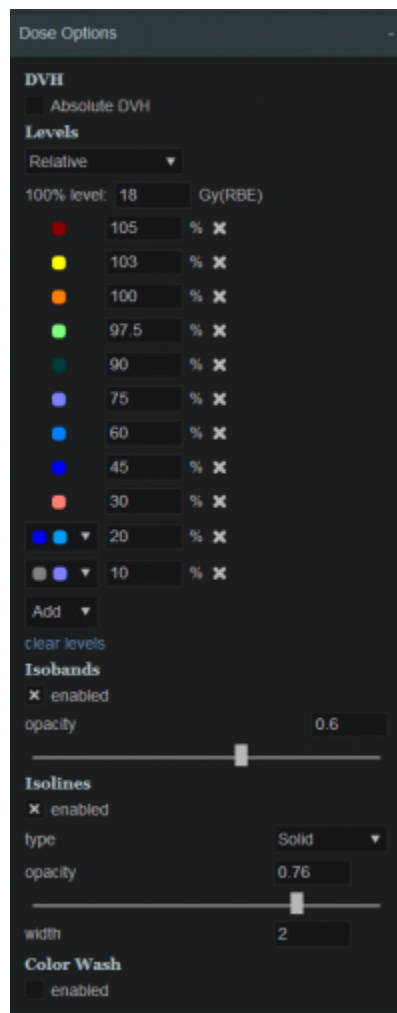 Dose Options -
DVH
Absolute DVH
Levels
Relative
100% level: 18 Gy(RBE)
105 %
103 %
100 %
97.5 %
90 %
75 %
60 %
45 %
30 %
20 %
10 %
Add
clear levels
Isobands
enabled
opacity 0.6
Isolines
enabled
type Solid
opacity 0.76
width 2
Color Wash
enabled